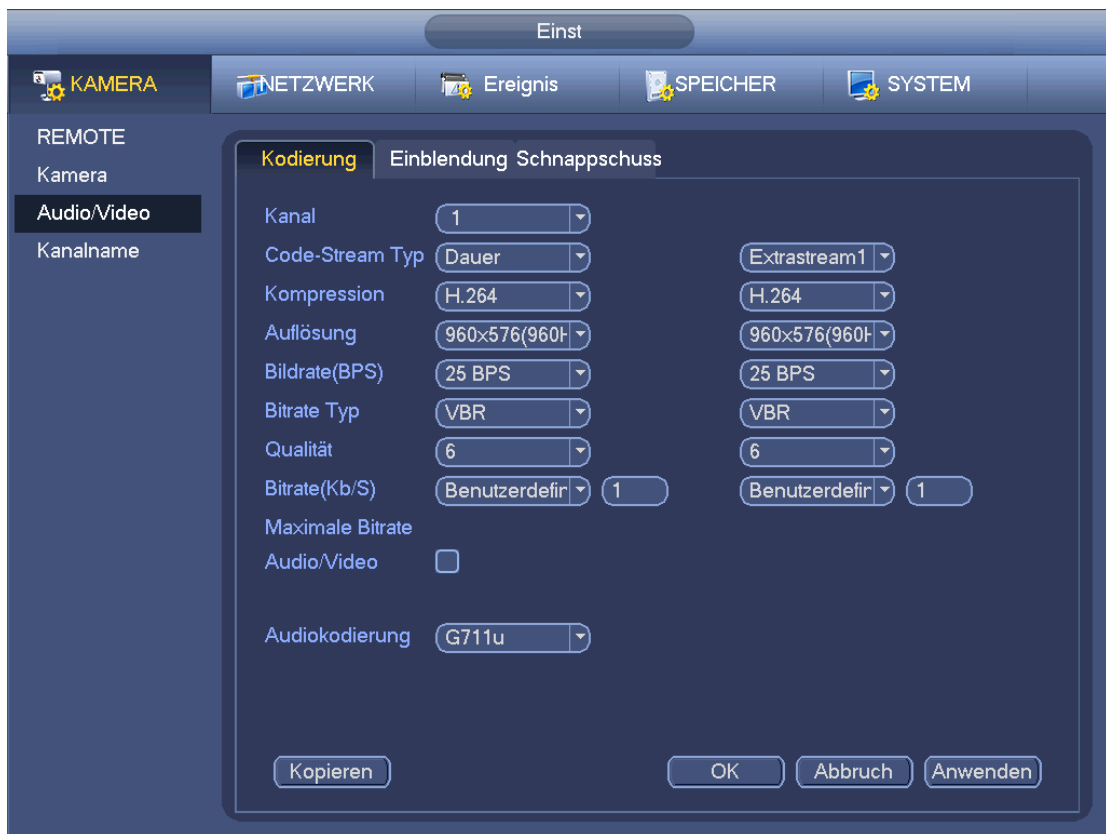 Einst
KAMERA NETZWERK Ereignis SPEICHER SYSTEM
REMOTE
Kamera
Audio/Video
Kanalname
Kodierung Einblendung Schnappschuss
Kanal 1
Code-Stream Typ Dauer Extrastream1
Kompression H.264 H.264
Auflösung 960x576(960H 960x576(960H
Bildrate(BPS) 25 BPS 25 BPS
Bitrate Typ VBR VBR
Qualität 6 6
Bitrate(Kb/S) Benutzerdefin 1 Benutzerdefin 1
Maximale Bitrate
Audio/Video
Audiokodierung G711u
Kopieren OK Abbruch Anwenden